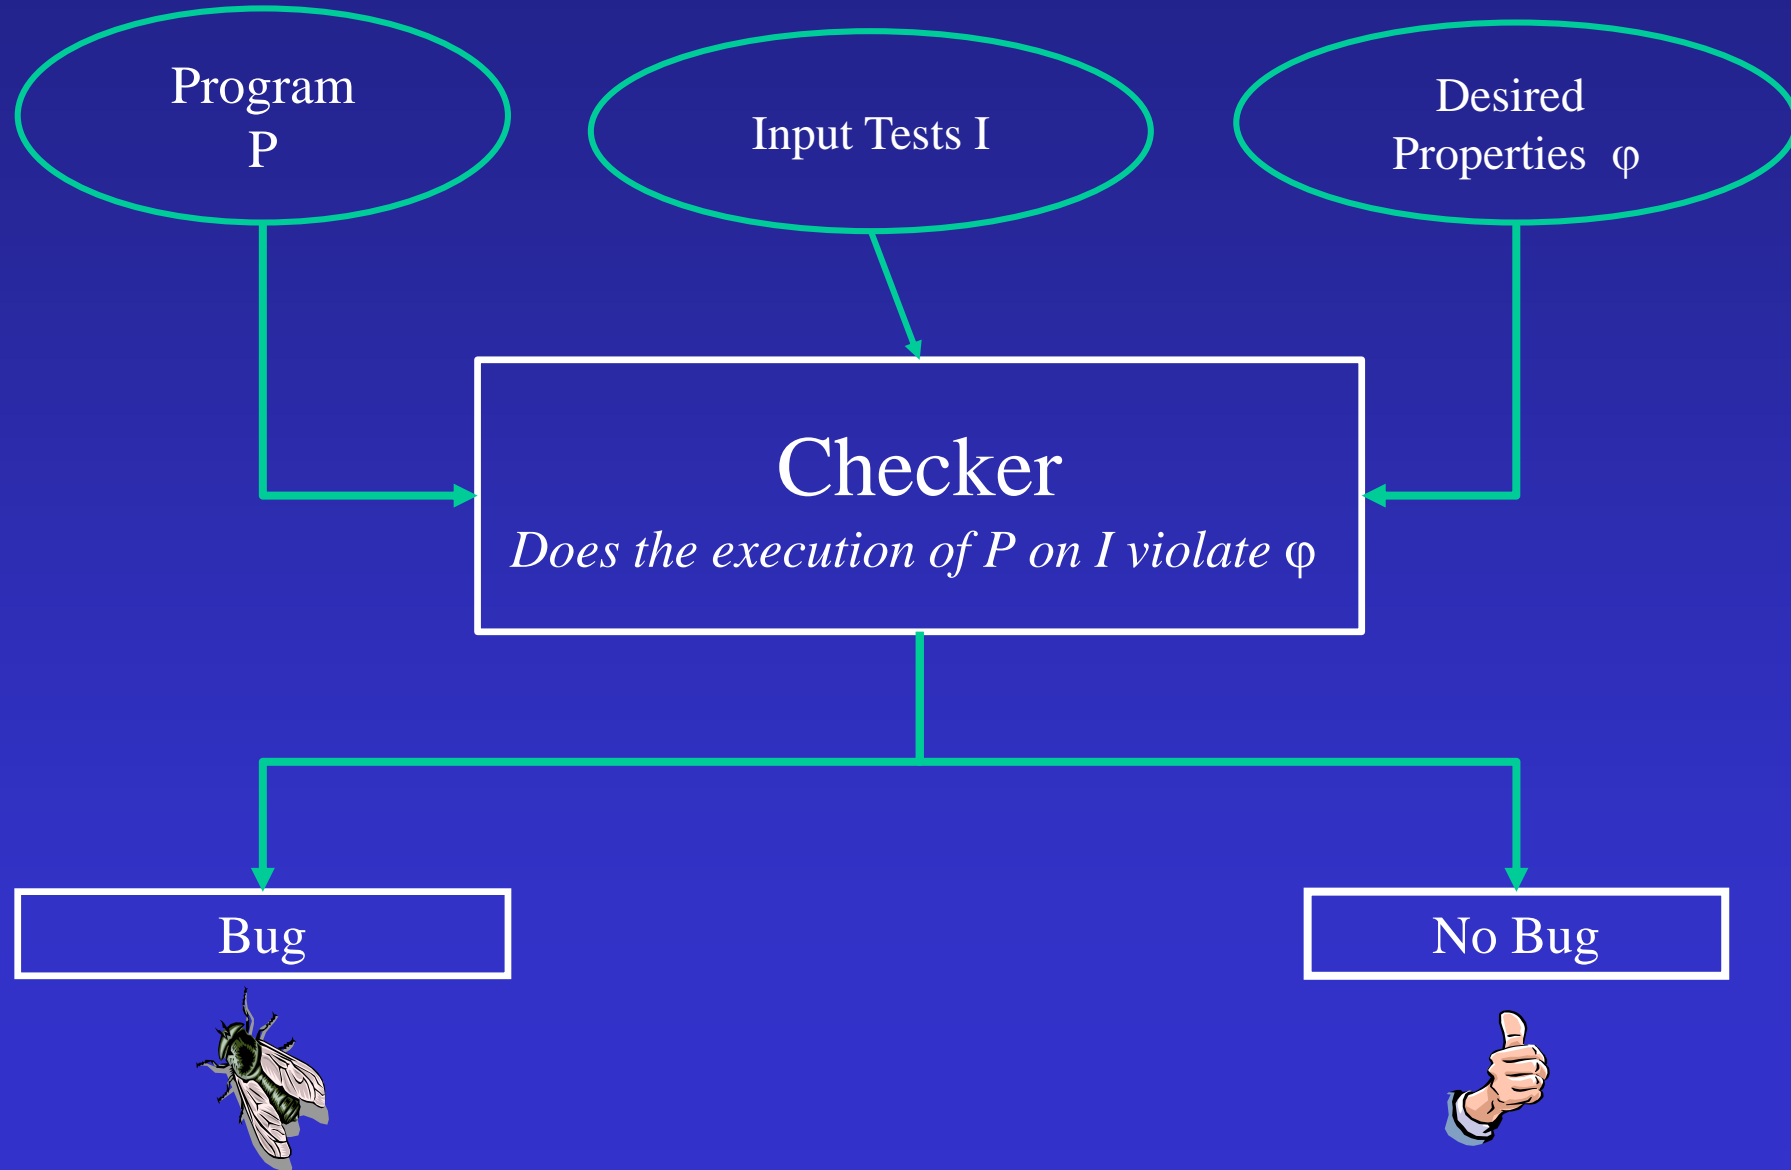 Program
P
Input Tests I
Desired
Properties φ
Checker
Does the execution of P on I violate φ
Bug
No Bug